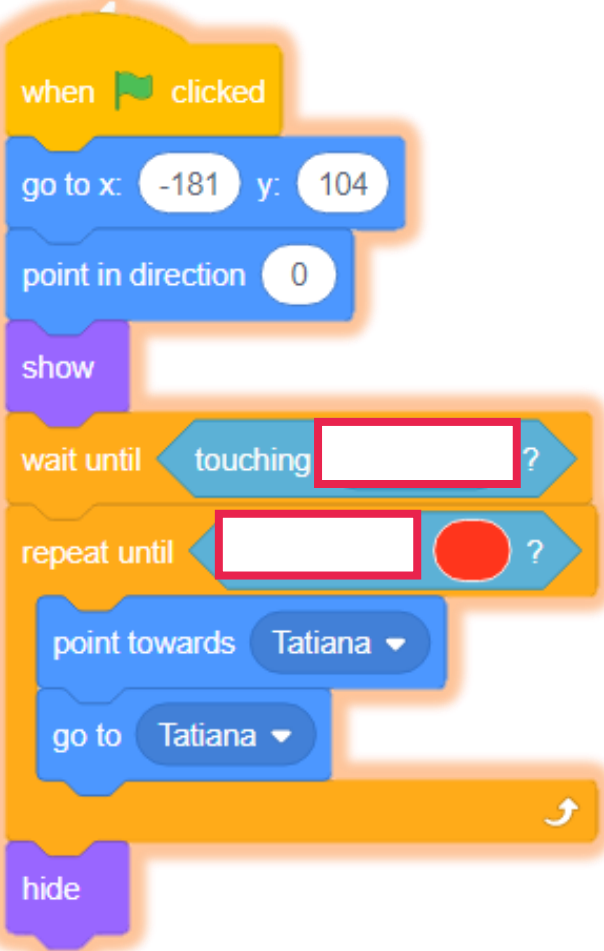 when clicked
go to x: -181 y: 104
point in direction 0
show
wait until touching ?
repeat until ?
point towards Tatiana
go to Tatiana
hide